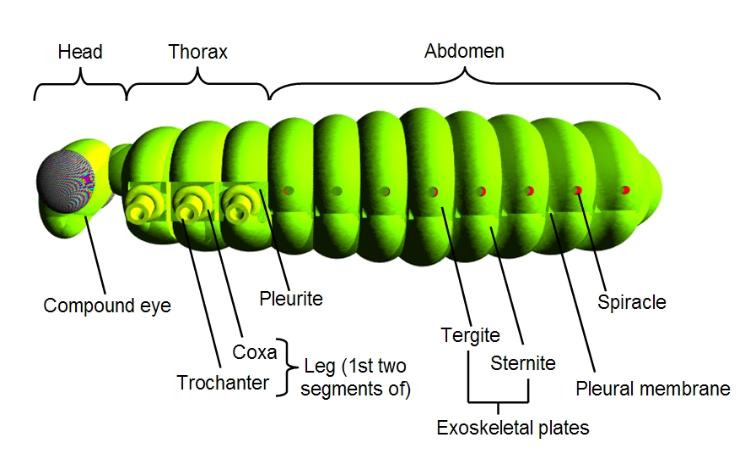 Head
Thorax
Abdomen
Compound eye
Pleurite
Spiracle
Coxa
Trochanter
Leg (1st two
segments of)
Tergite
Sternite
Pleural membrane
Exoskeletal plates